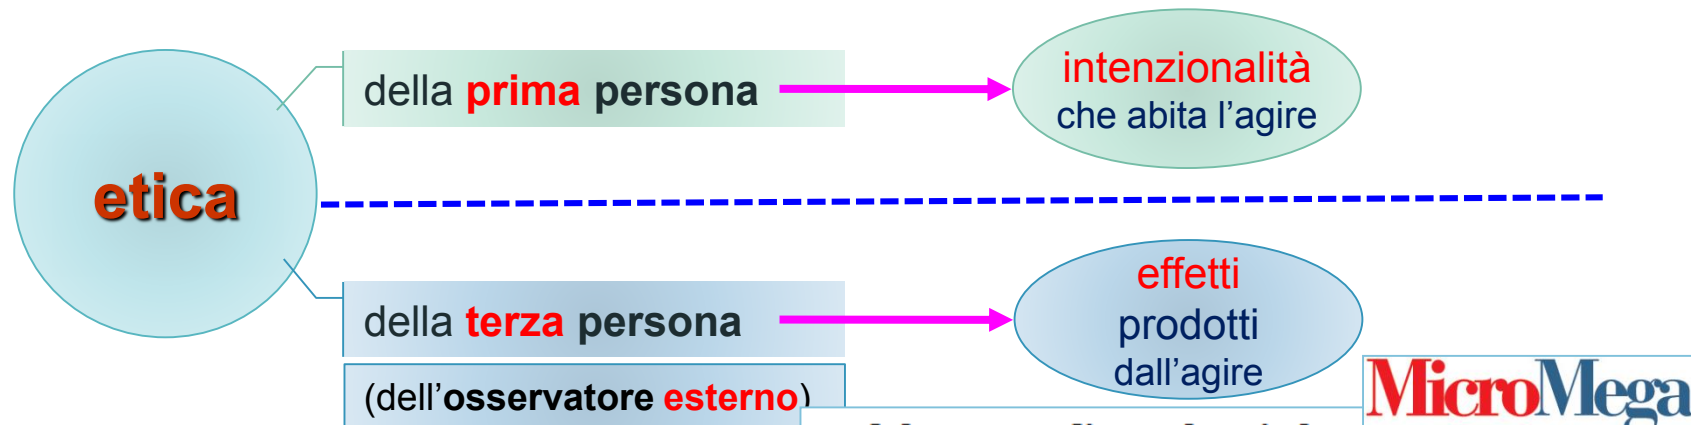 della prima persona
intenzionalità
che abita l’agire
etica
della terza persona
(dell’osservatore esterno)
effetti
prodotti
dall’agire
MicroMega